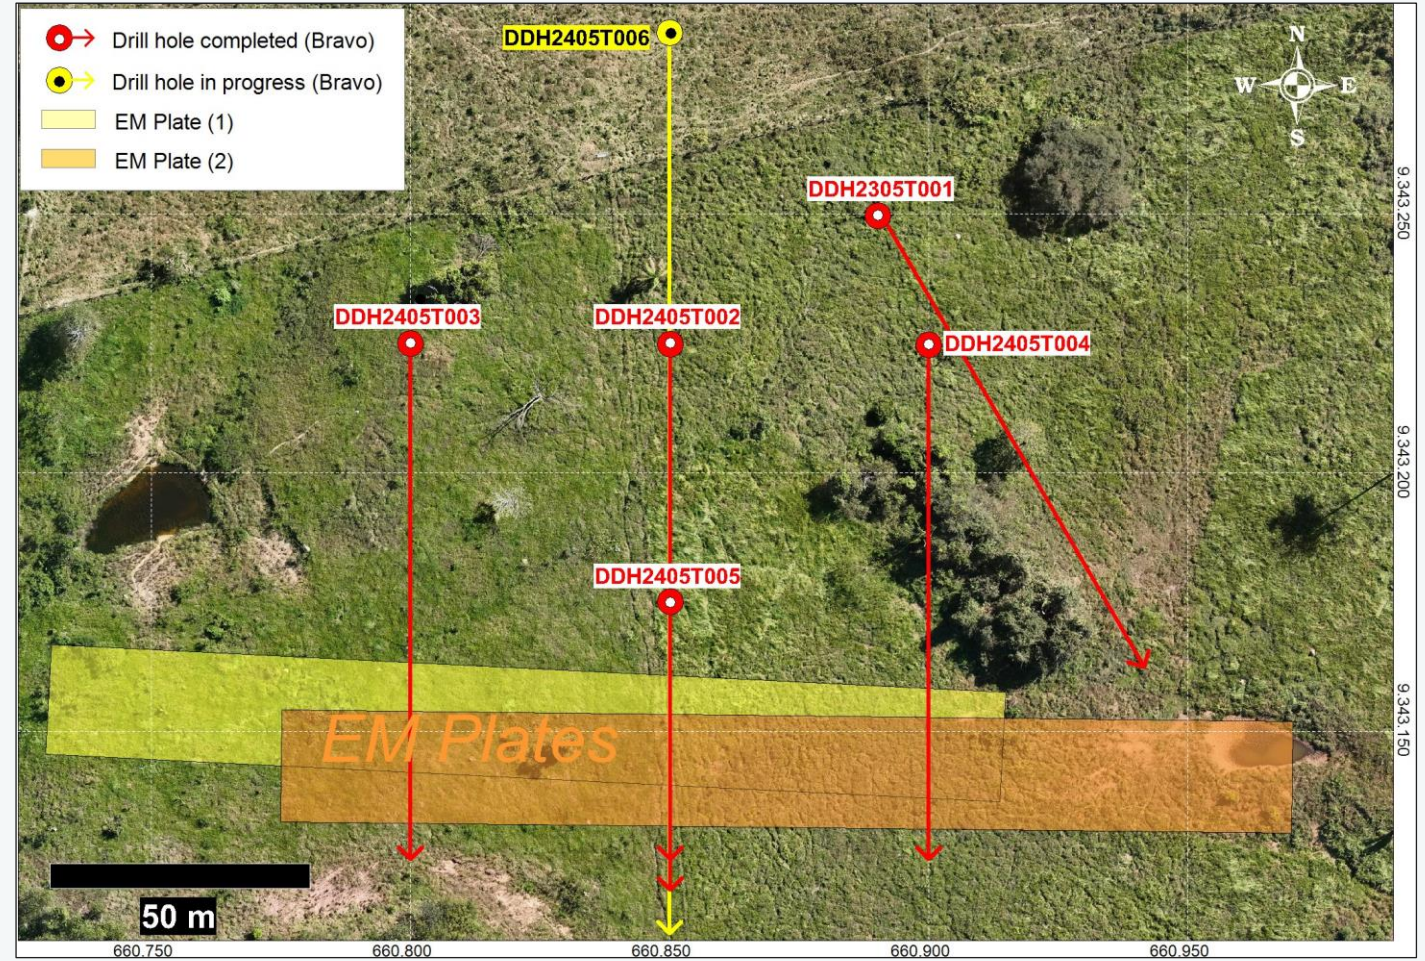 Drill hole completed (Bravo)
Drill hole in progress (Bravo)
EM Plate (1)
EM Plate (2)
DDH2405T006
N
W E
S
DDH2305T001
9.343.250
DDH2405T003
DDH2405T002
DDH2405T004
9.343.200
DDH2405T005
EM Plates
9.343.150
50 m
660.750 660.800 660.850 660.900 660.950